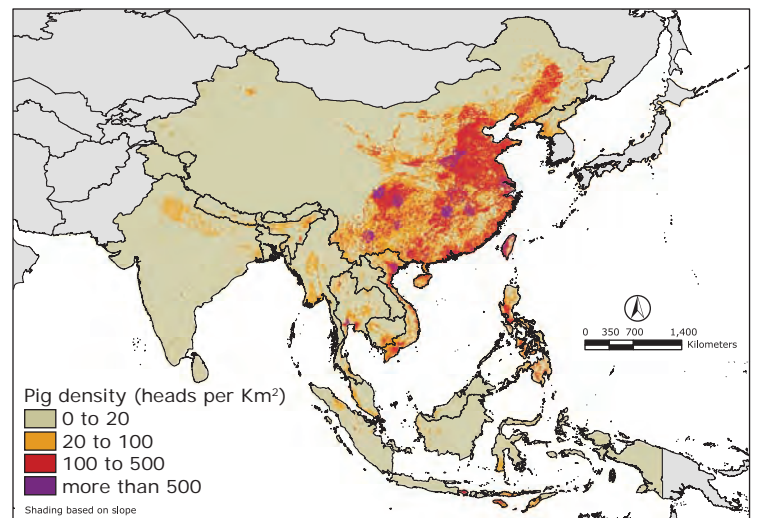 0 350 700 1,400
Kilometers
Pig density (heads per Km²)
0 to 20
20 to 100
100 to 500
more than 500
Shading based on slope